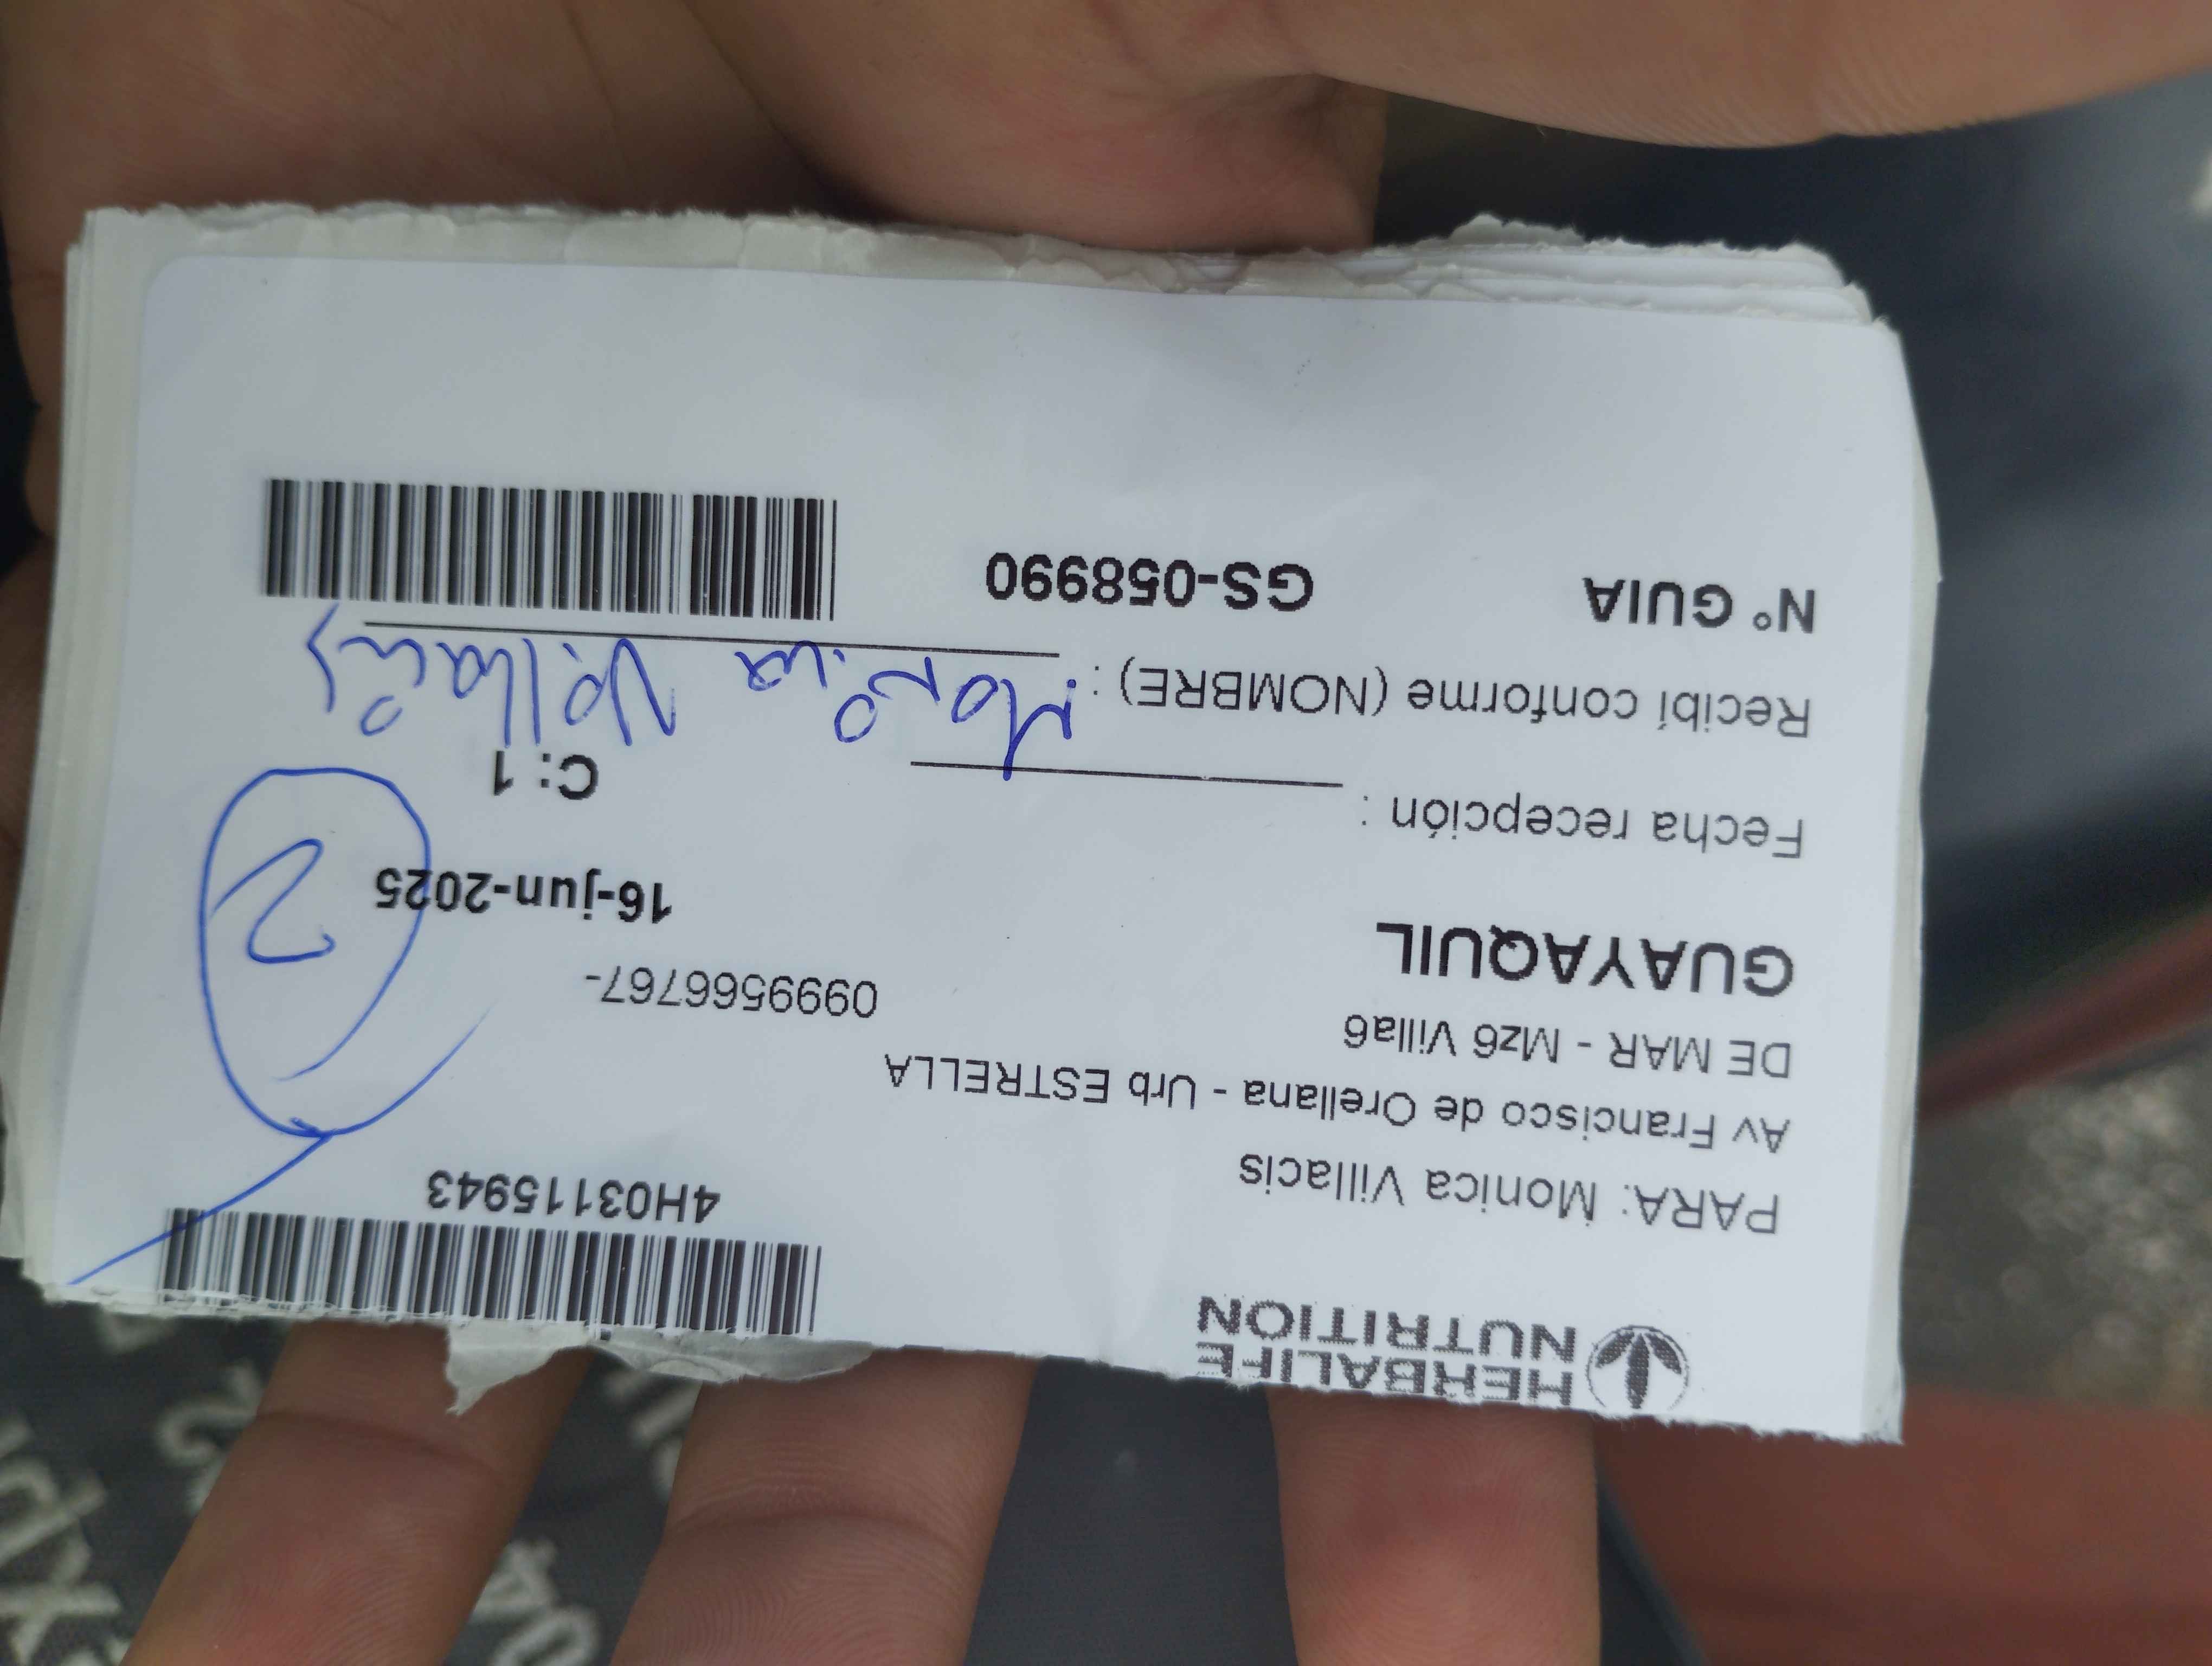 HERBALIFE
NUTRITION
4H03115943
PARA: Monica Villacis
Av Francisco de Orellana - Urb ESTRELLA
DE MAR - Mz6 Villa6
0999566767-
GUAYAQUIL
16-jun-2025
2
Fecha recepción :
C: 1
Recibí conforme (NOMBRE) : Monica Villacis
N° GUIA GS-058990